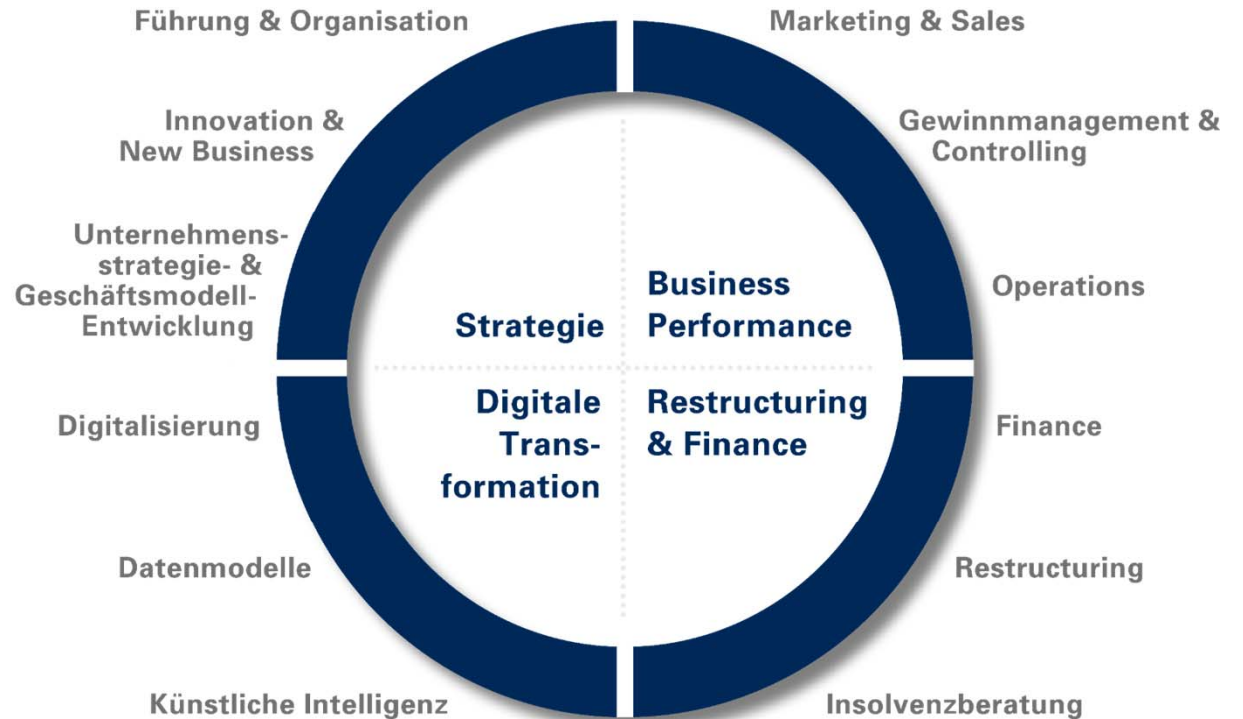 Führung & Organisation
Marketing & Sales
Innovation &
New Business
Gewinnmanagement &
Controlling
Unternehmens-
strategie- &
Geschäftsmodell-
Entwicklung
Operations
Strategie
Business
Performance
Digitale
Trans-
formation
Restructuring
& Finance
Digitalisierung
Finance
Datenmodelle
Restructuring
Künstliche Intelligenz
Insolvenzberatung